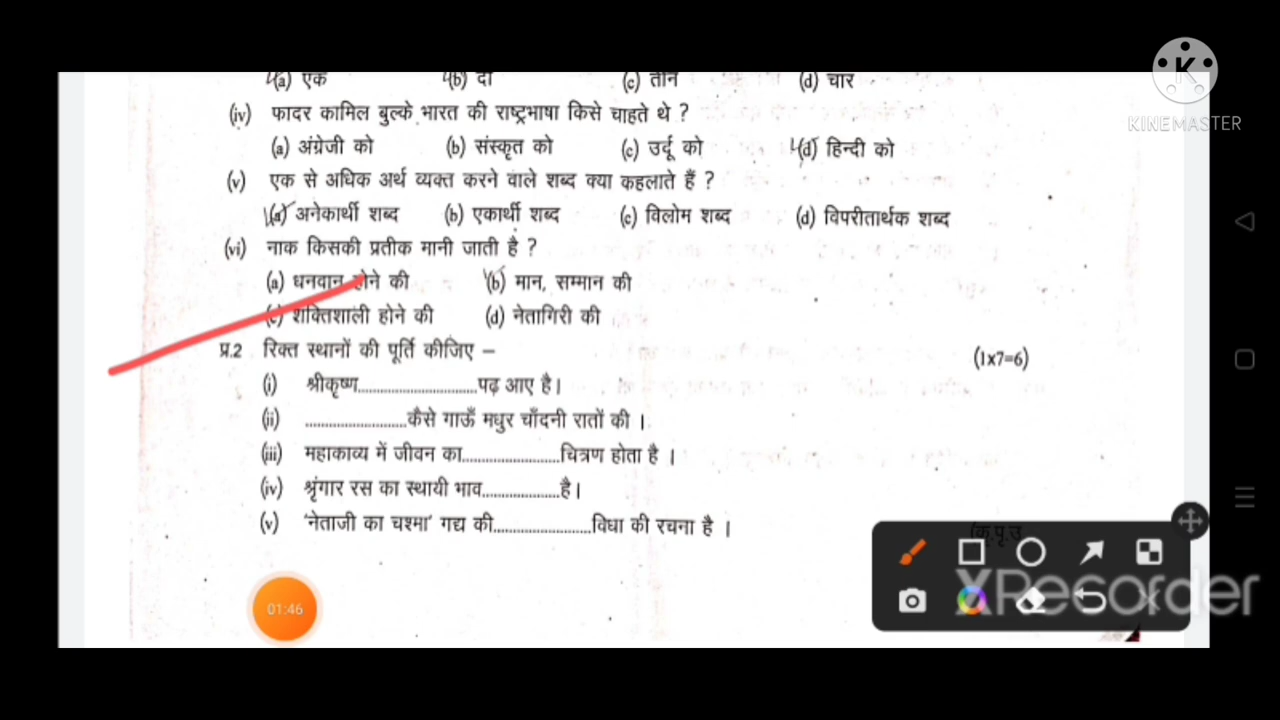 (a) एक (b) दो (c) तीन (d) चार
(iv) फादर कामिल बुल्के भारत की राष्ट्रभाषा किसे चाहते थे ?
(a) अंग्रेजी को (b) संस्कृत को (c) उर्दू को (d) हिन्दी को
(v) एक से अधिक अर्थ व्यक्त करने वाले शब्द क्या कहलाते हैं ?
(a) अनेकार्थी शब्द (b) एकार्थी शब्द (c) विलोम शब्द (d) विपरीतार्थक शब्द
(vi) नाक किसकी प्रतीक मानी जाती है ?
(a) धनवान होने की (b) मान, सम्मान की
(c) शक्तिशाली होने की (d) नेतागिरी की
प्र.2 रिक्त स्थानों की पूर्ति कीजिए – (1x7=6)
(i) श्रीकृष्ण..............................पढ़ आए है।
(ii) ..........................कैसे गाऊँ मधुर चाँदनी रातों की ।
(iii) महाकाव्य में जीवन का.........................चित्रण होता है ।
(iv) श्रृंगार रस का स्थायी भाव....................है।
(v) 'नेताजी का चश्मा' गद्य की.........................विधा की रचना है ।
(क.पृ.उ
01:46
K
KINEMASTER
XRecorder